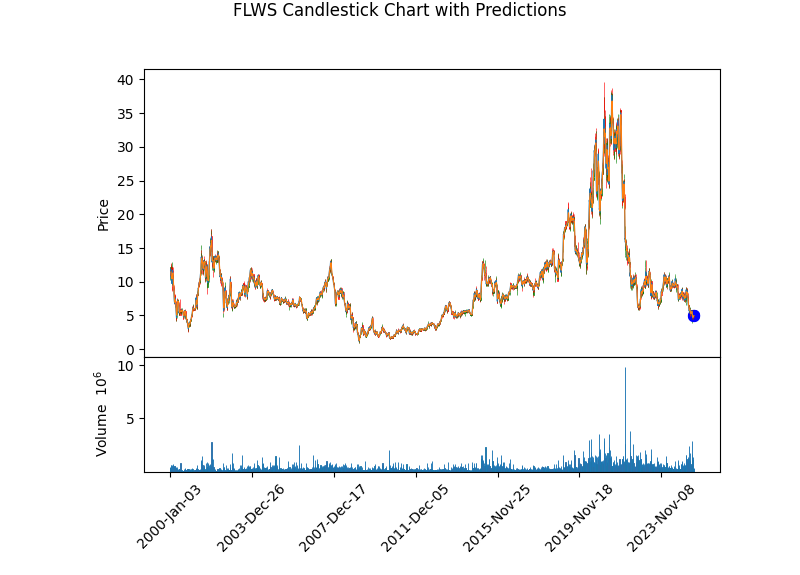 FLWS Candlestick Chart with Predictions
40
35
30
25
20
15
10
5
0
Price
10
5
Volume 10^6
2000-Jan-03
2003-Dec-26
2007-Dec-17
2011-Dec-05
2015-Nov-25
2019-Nov-18
2023-Nov-08